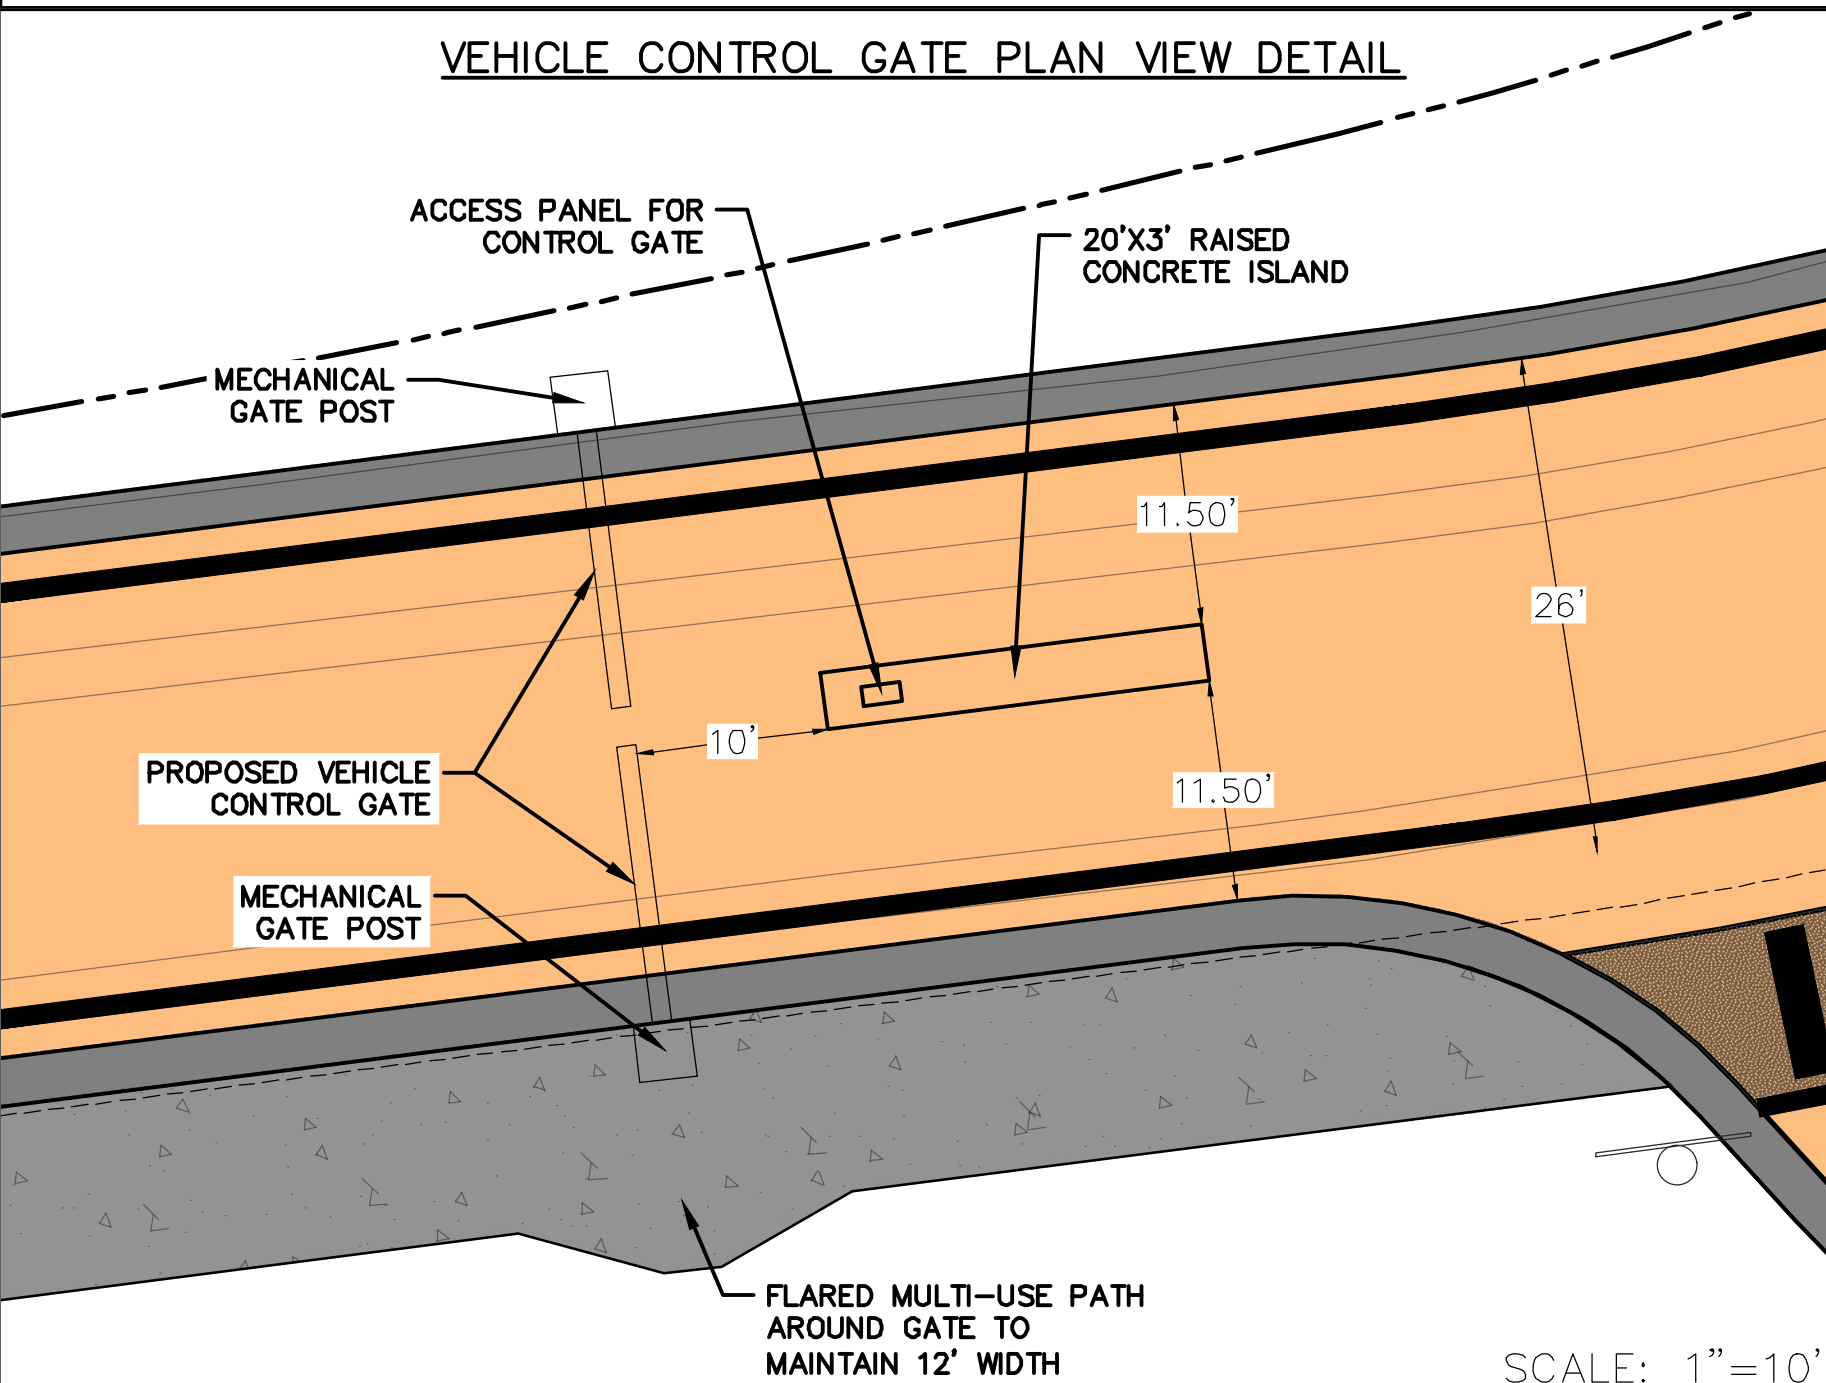 VEHICLE CONTROL GATE PLAN VIEW DETAIL
ACCESS PANEL FOR
CONTROL GATE
20'X3' RAISED
CONCRETE ISLAND
MECHANICAL
GATE POST
11.50'
26'
10'
PROPOSED VEHICLE
CONTROL GATE
11.50'
MECHANICAL
GATE POST
FLARED MULTI-USE PATH
AROUND GATE TO
MAINTAIN 12' WIDTH
SCALE: 1"=10'